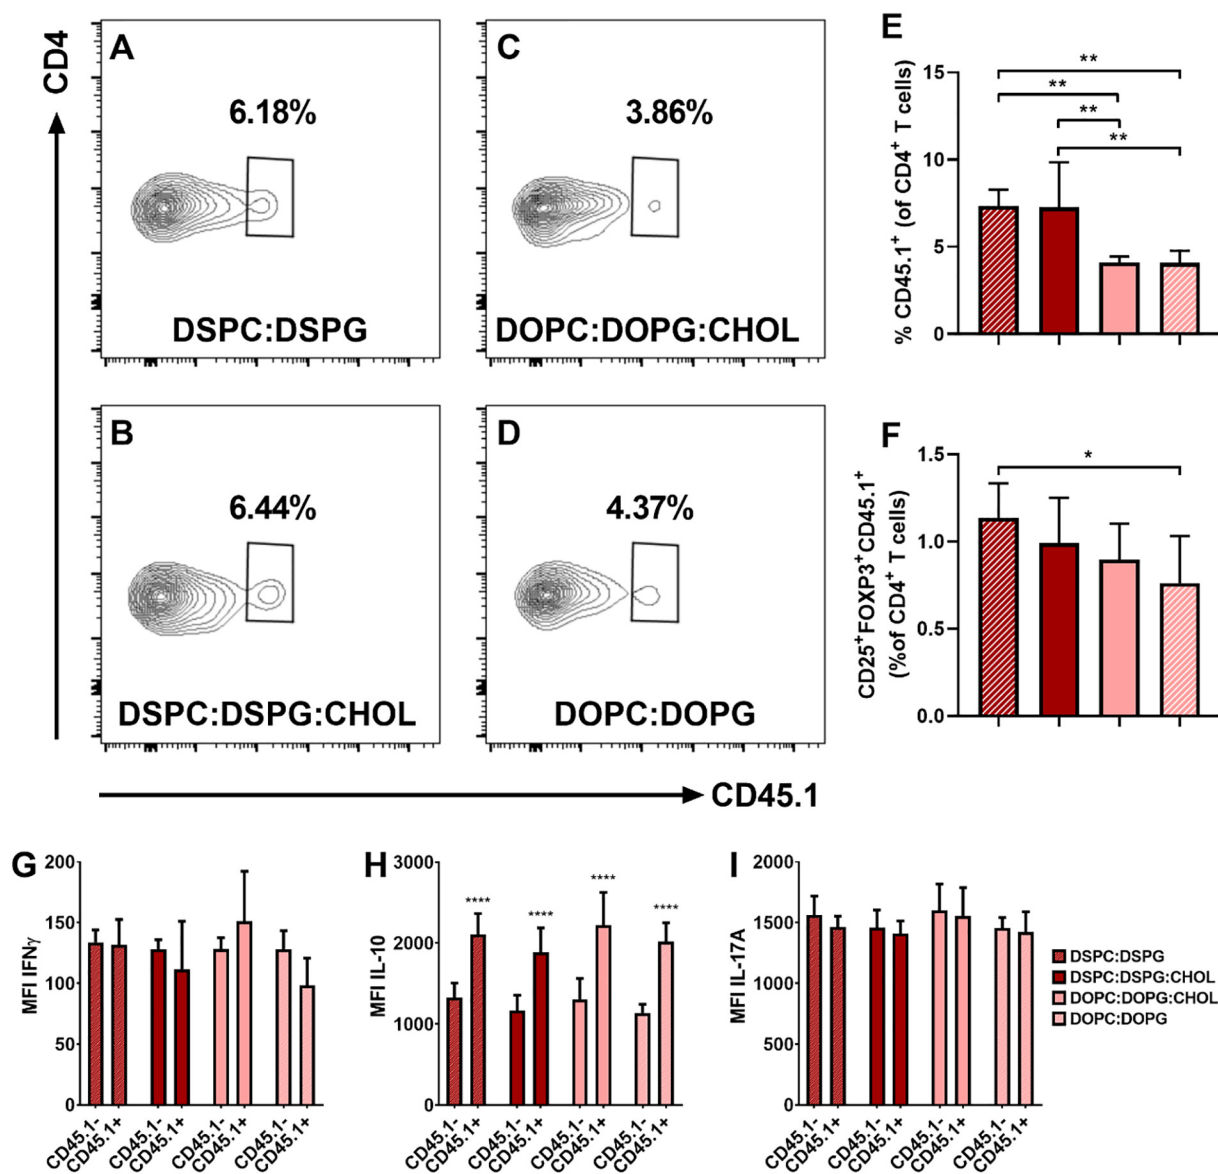 CD4
A
6.18%
DSPC:DSPG
C
3.86%
DOPC:DOPG:CHOL
B
6.44%
DSPC:DSPG:CHOL
D
4.37%
DOPC:DOPG
CD45.1
E
% CD45.1⁺ (of CD4⁺ T cells)
15
10
5
0
**
**
**
**
F
CD25⁺FOXP3⁺CD45.1⁺
(%of CD4⁺ T cells)
1.5
1.0
0.5
0.0
*
G
MFI IFNγ
200
150
100
50
0
CD45.1-
CD45.1+
CD45.1-
CD45.1+
CD45.1-
CD45.1+
CD45.1-
CD45.1+
H
MFI IL-10
3000
2000
1000
0
****
****
****
****
CD45.1-
CD45.1+
CD45.1-
CD45.1+
CD45.1-
CD45.1+
CD45.1-
CD45.1+
I
MFI IL-17A
2000
1500
1000
500
0
CD45.1-
CD45.1+
CD45.1-
CD45.1+
CD45.1-
CD45.1+
CD45.1-
CD45.1+
DSPC:DSPG
DSPC:DSPG:CHOL
DOPC:DOPG:CHOL
DOPC:DOPG